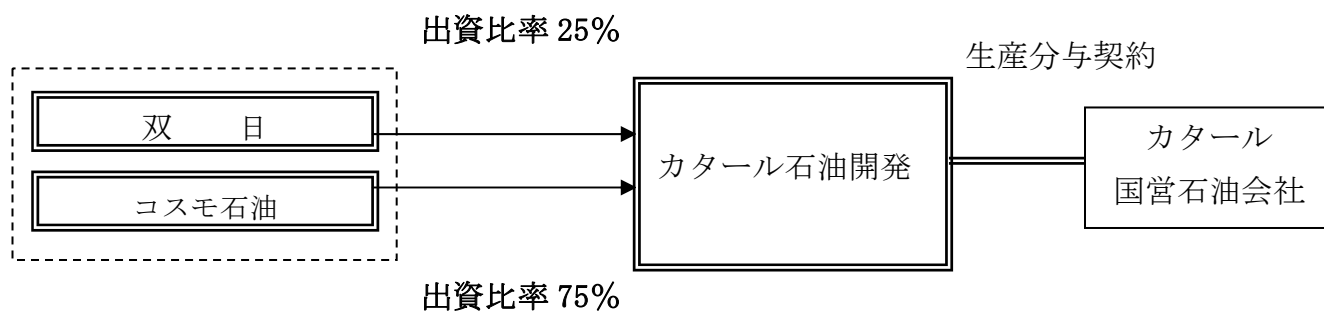 出資比率 25%
生産分与契約
双　　日
コスモ石油
カタール石油開発
カタール
国営石油会社
出資比率 75%